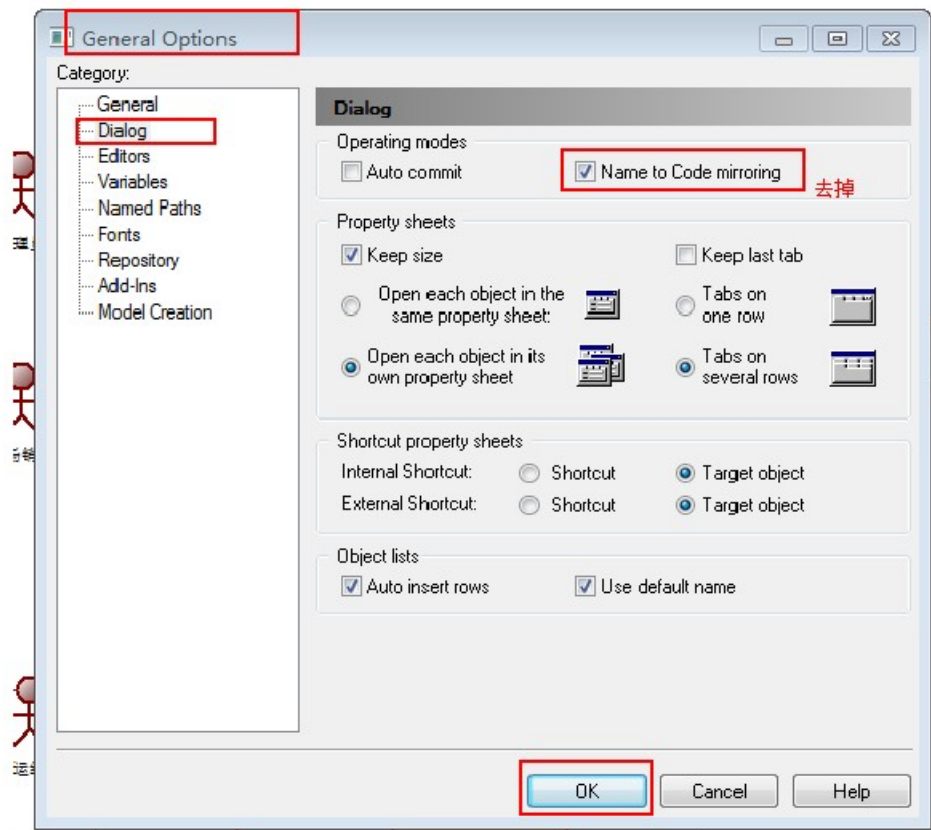 General Options
Category:
General
Dialog
Editors
Variables
Named Paths
Fonts
Repository
Add-Ins
Model Creation
Dialog
Operating modes
Auto commit
Name to Code mirroring
去掉
Property sheets
Keep size
Keep last tab
Open each object in the
same property sheet:
Tabs on
one row
Open each object in its
own property sheet
Tabs on
several rows
Shortcut property sheets
Internal Shortcut:
Shortcut
Target object
External Shortcut:
Shortcut
Target object
Object lists
Auto insert rows
Use default name
OK
Cancel
Help